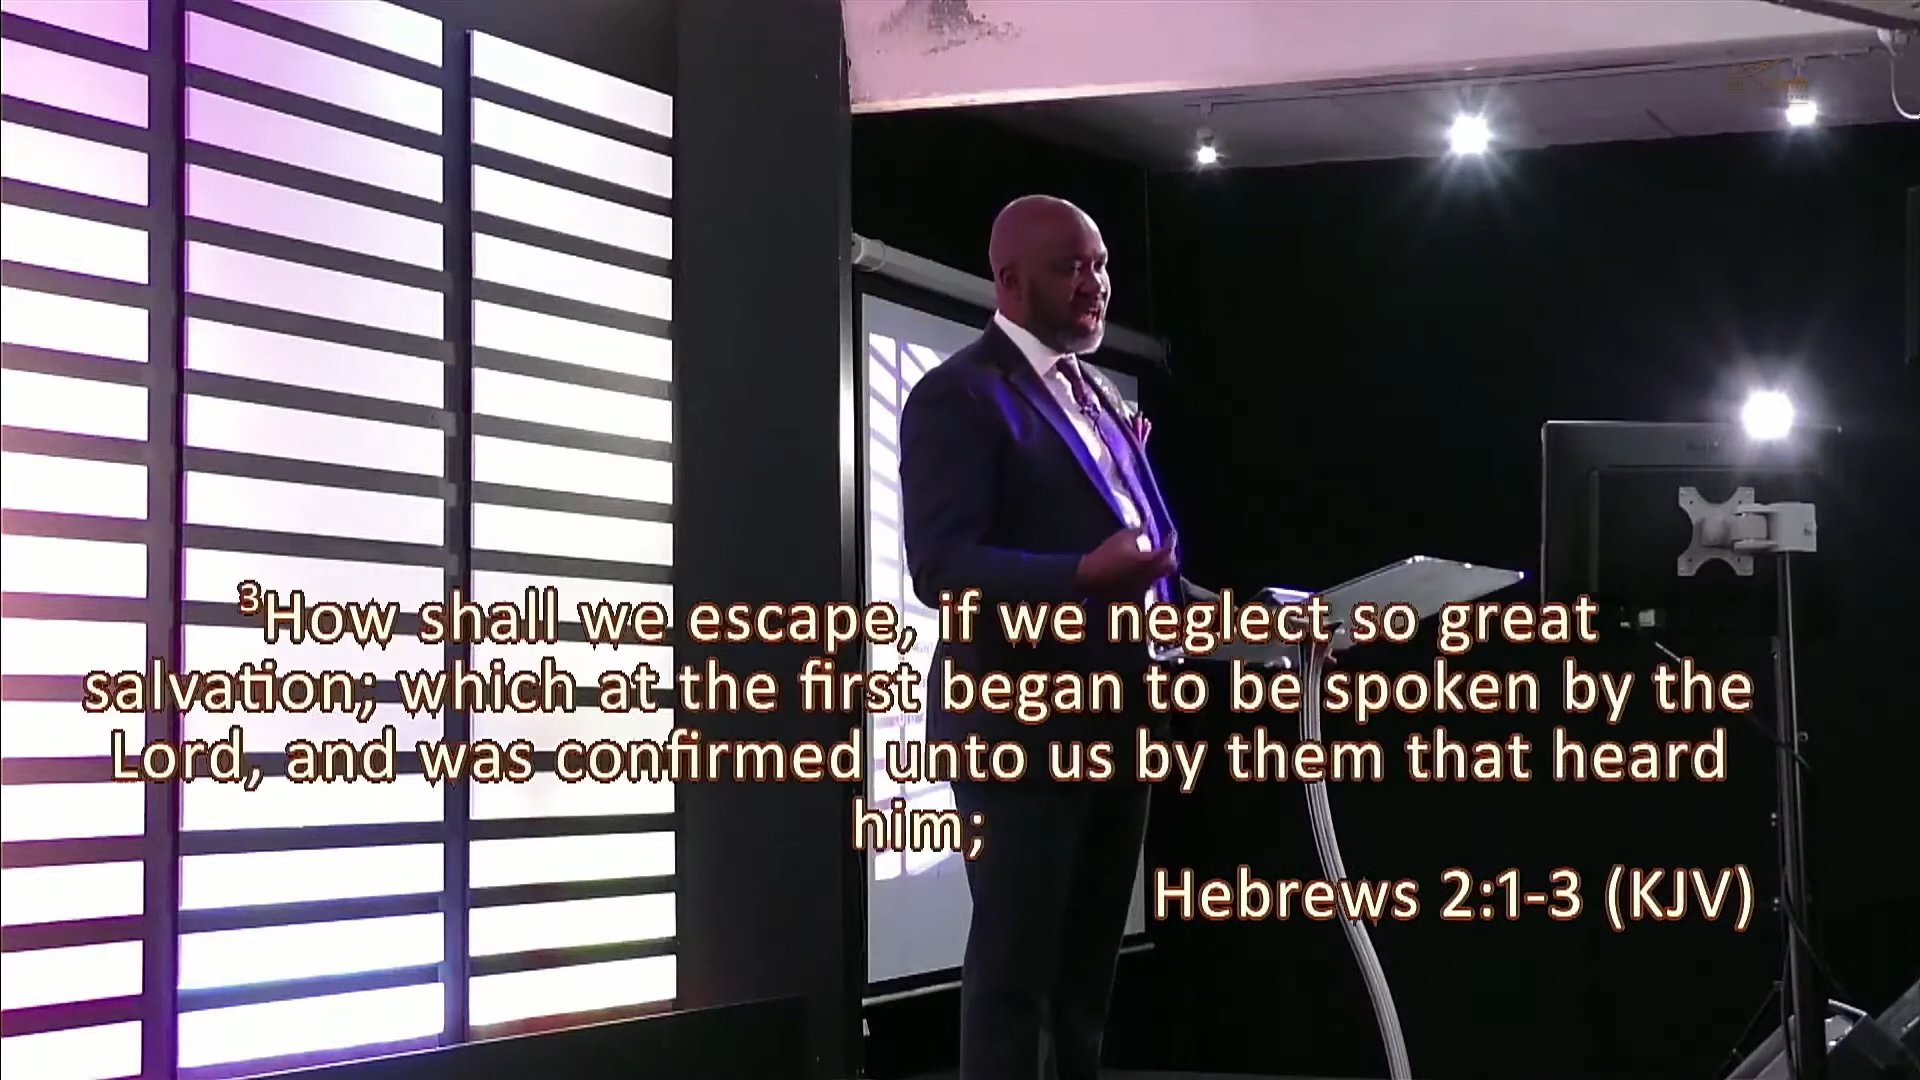 ³How shall we escape, if we neglect so great
salvation; which at the first began to be spoken by the
Lord, and was confirmed unto us by them that heard
him;
Hebrews 2:1-3 (KJV)